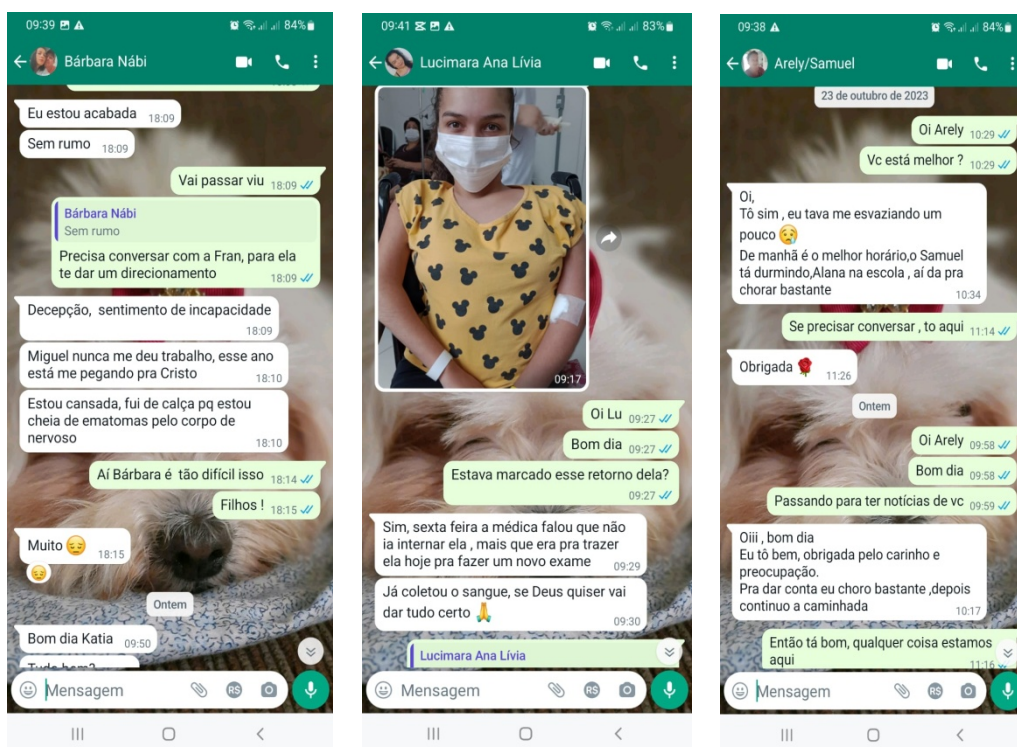 09:39
84%
Bárbara Nábi
Eu estou acabada 18:09
Sem rumo 18:09
Vai passar viu 18:09
Bárbara Nábi
Sem rumo
Precisa conversar com a Fran, para ela
te dar um direcionamento
18:09
Decepção, sentimento de incapacidade
18:09
Miguel nunca me deu trabalho, esse ano
está me pegando pra Cristo
18:10
Estou cansada, fui de calça pq estou
cheia de ematomas pelo corpo de
nervoso
18:10
Aí Bárbara é tão difícil isso 18:14
Filhos ! 18:15
Muito 😔 18:15
Ontem
Bom dia Katia 09:50
Mensagem
09:41
83%
Lucimara Ana Lívia
09:17
Oi Lu 09:27
Bom dia 09:27
Estava marcado esse retorno dela?
09:27
Sim, sexta feira a médica falou que não
ia internar ela , mais que era pra trazer
ela hoje pra fazer um novo exame
09:29
Já coletou o sangue, se Deus quiser vai
dar tudo certo 🙏
09:30
Lucimara Ana Lívia
Mensagem
09:38
84%
Arely/Samuel
23 de outubro de 2023
Oi Arely 10:29
Vc está melhor ? 10:29
Oi,
Tô sim , eu tava me esvaziando um
pouco 😢
De manhã é o melhor horário,o Samuel
tá durmindo,Alana na escola , aí da pra
chorar bastante
10:34
Se precisar conversar , to aqui 11:14
Obrigada 🌹 11:26
Ontem
Oi Arely 09:58
Bom dia 09:58
Passando para ter notícias de vc 09:59
Oiii , bom dia
Eu tô bem, obrigada pelo carinho e
preocupação.
Pra dar conta eu choro bastante ,depois
continuo a caminhada
10:17
Então tá bom, qualquer coisa estamos
aqui
11:16
Mensagem